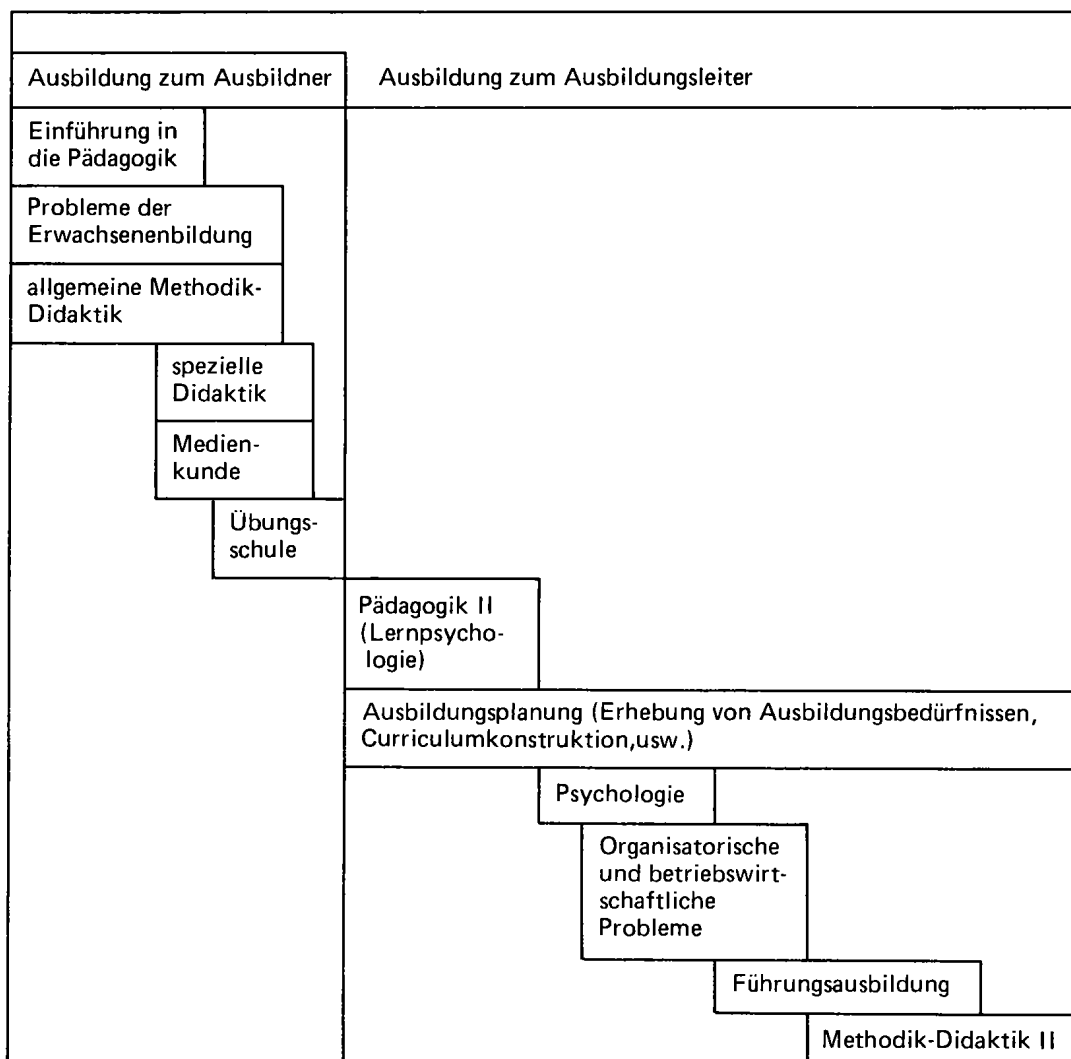 Ausbildung zum Ausbildner
Ausbildung zum Ausbildungsleiter
Einführung in
die Pädagogik
Probleme der
Erwachsenenbildung
allgemeine Methodik-
Didaktik
spezielle
Didaktik
Medien-
kunde
Übungs-
schule
Pädagogik II
(Lernpsycho-
logie)
Ausbildungsplanung (Erhebung von Ausbildungsbedürfnissen,
Curriculumkonstruktion,usw.)
Psychologie
Organisatorische
und betriebswirt-
schaftliche
Probleme
Führungsausbildung
Methodik-Didaktik II